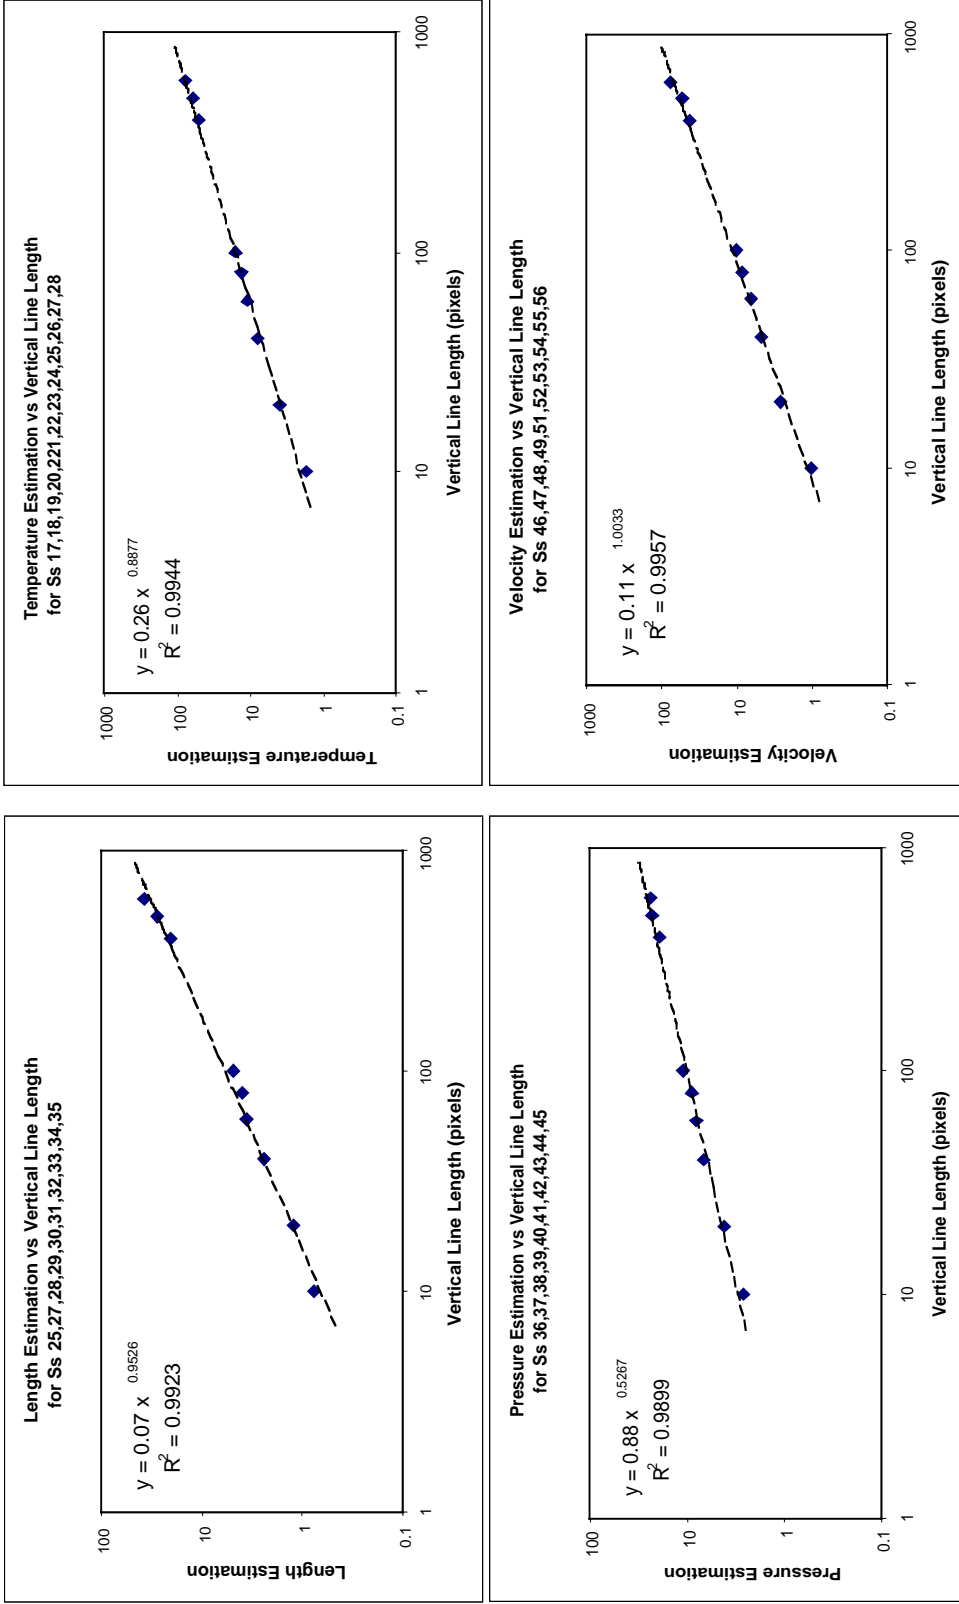 Length Estimation vs Vertical Line Length
for Ss 25,27,28,29,30,31,32,33,34,35
y = 0.07 x 0.9526
R2 = 0.9923
100
10
1
0.1
Length Estimation
1
10
100
1000
Vertical Line Length (pixels)
Temperature Estimation vs Vertical Line Length
for Ss 17,18,19,20,221,22,23,24,25,26,27,28
y = 0.26 x 0.8877
R2 = 0.9944
1000
100
10
1
0.1
Temperature Estimation
1
10
100
1000
Vertical Line Length (pixels)
Pressure Estimation vs Vertical Line Length
for Ss 36,37,38,39,40,41,42,43,44,45
y = 0.88 x 0.5267
R2 = 0.9899
100
10
1
0.1
Pressure Estimation
1
10
100
1000
Vertical Line Length (pixels)
Velocity Estimation vs Vertical Line Length
for Ss 46,47,48,49,51,52,53,54,55,56
y = 0.11 x 1.0033
R2 = 0.9957
1000
100
10
1
0.1
Velocity Estimation
1
10
100
1000
Vertical Line Length (pixels)